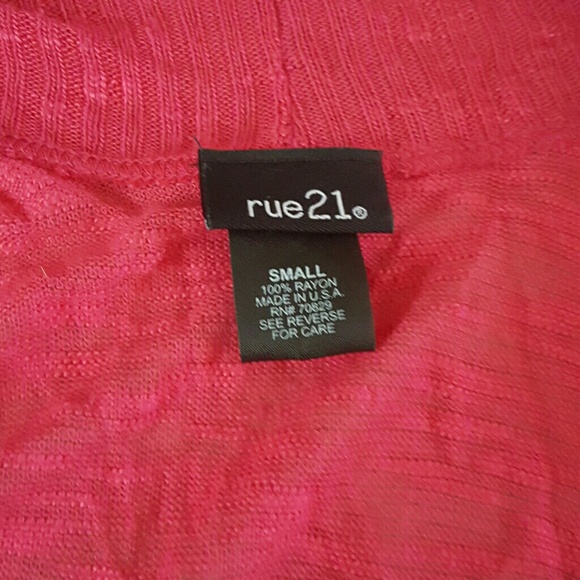 rue21®
SMALL
100% RAYON
MADE IN U.S.A.
RN# 70829
SEE REVERSE
FOR CARE